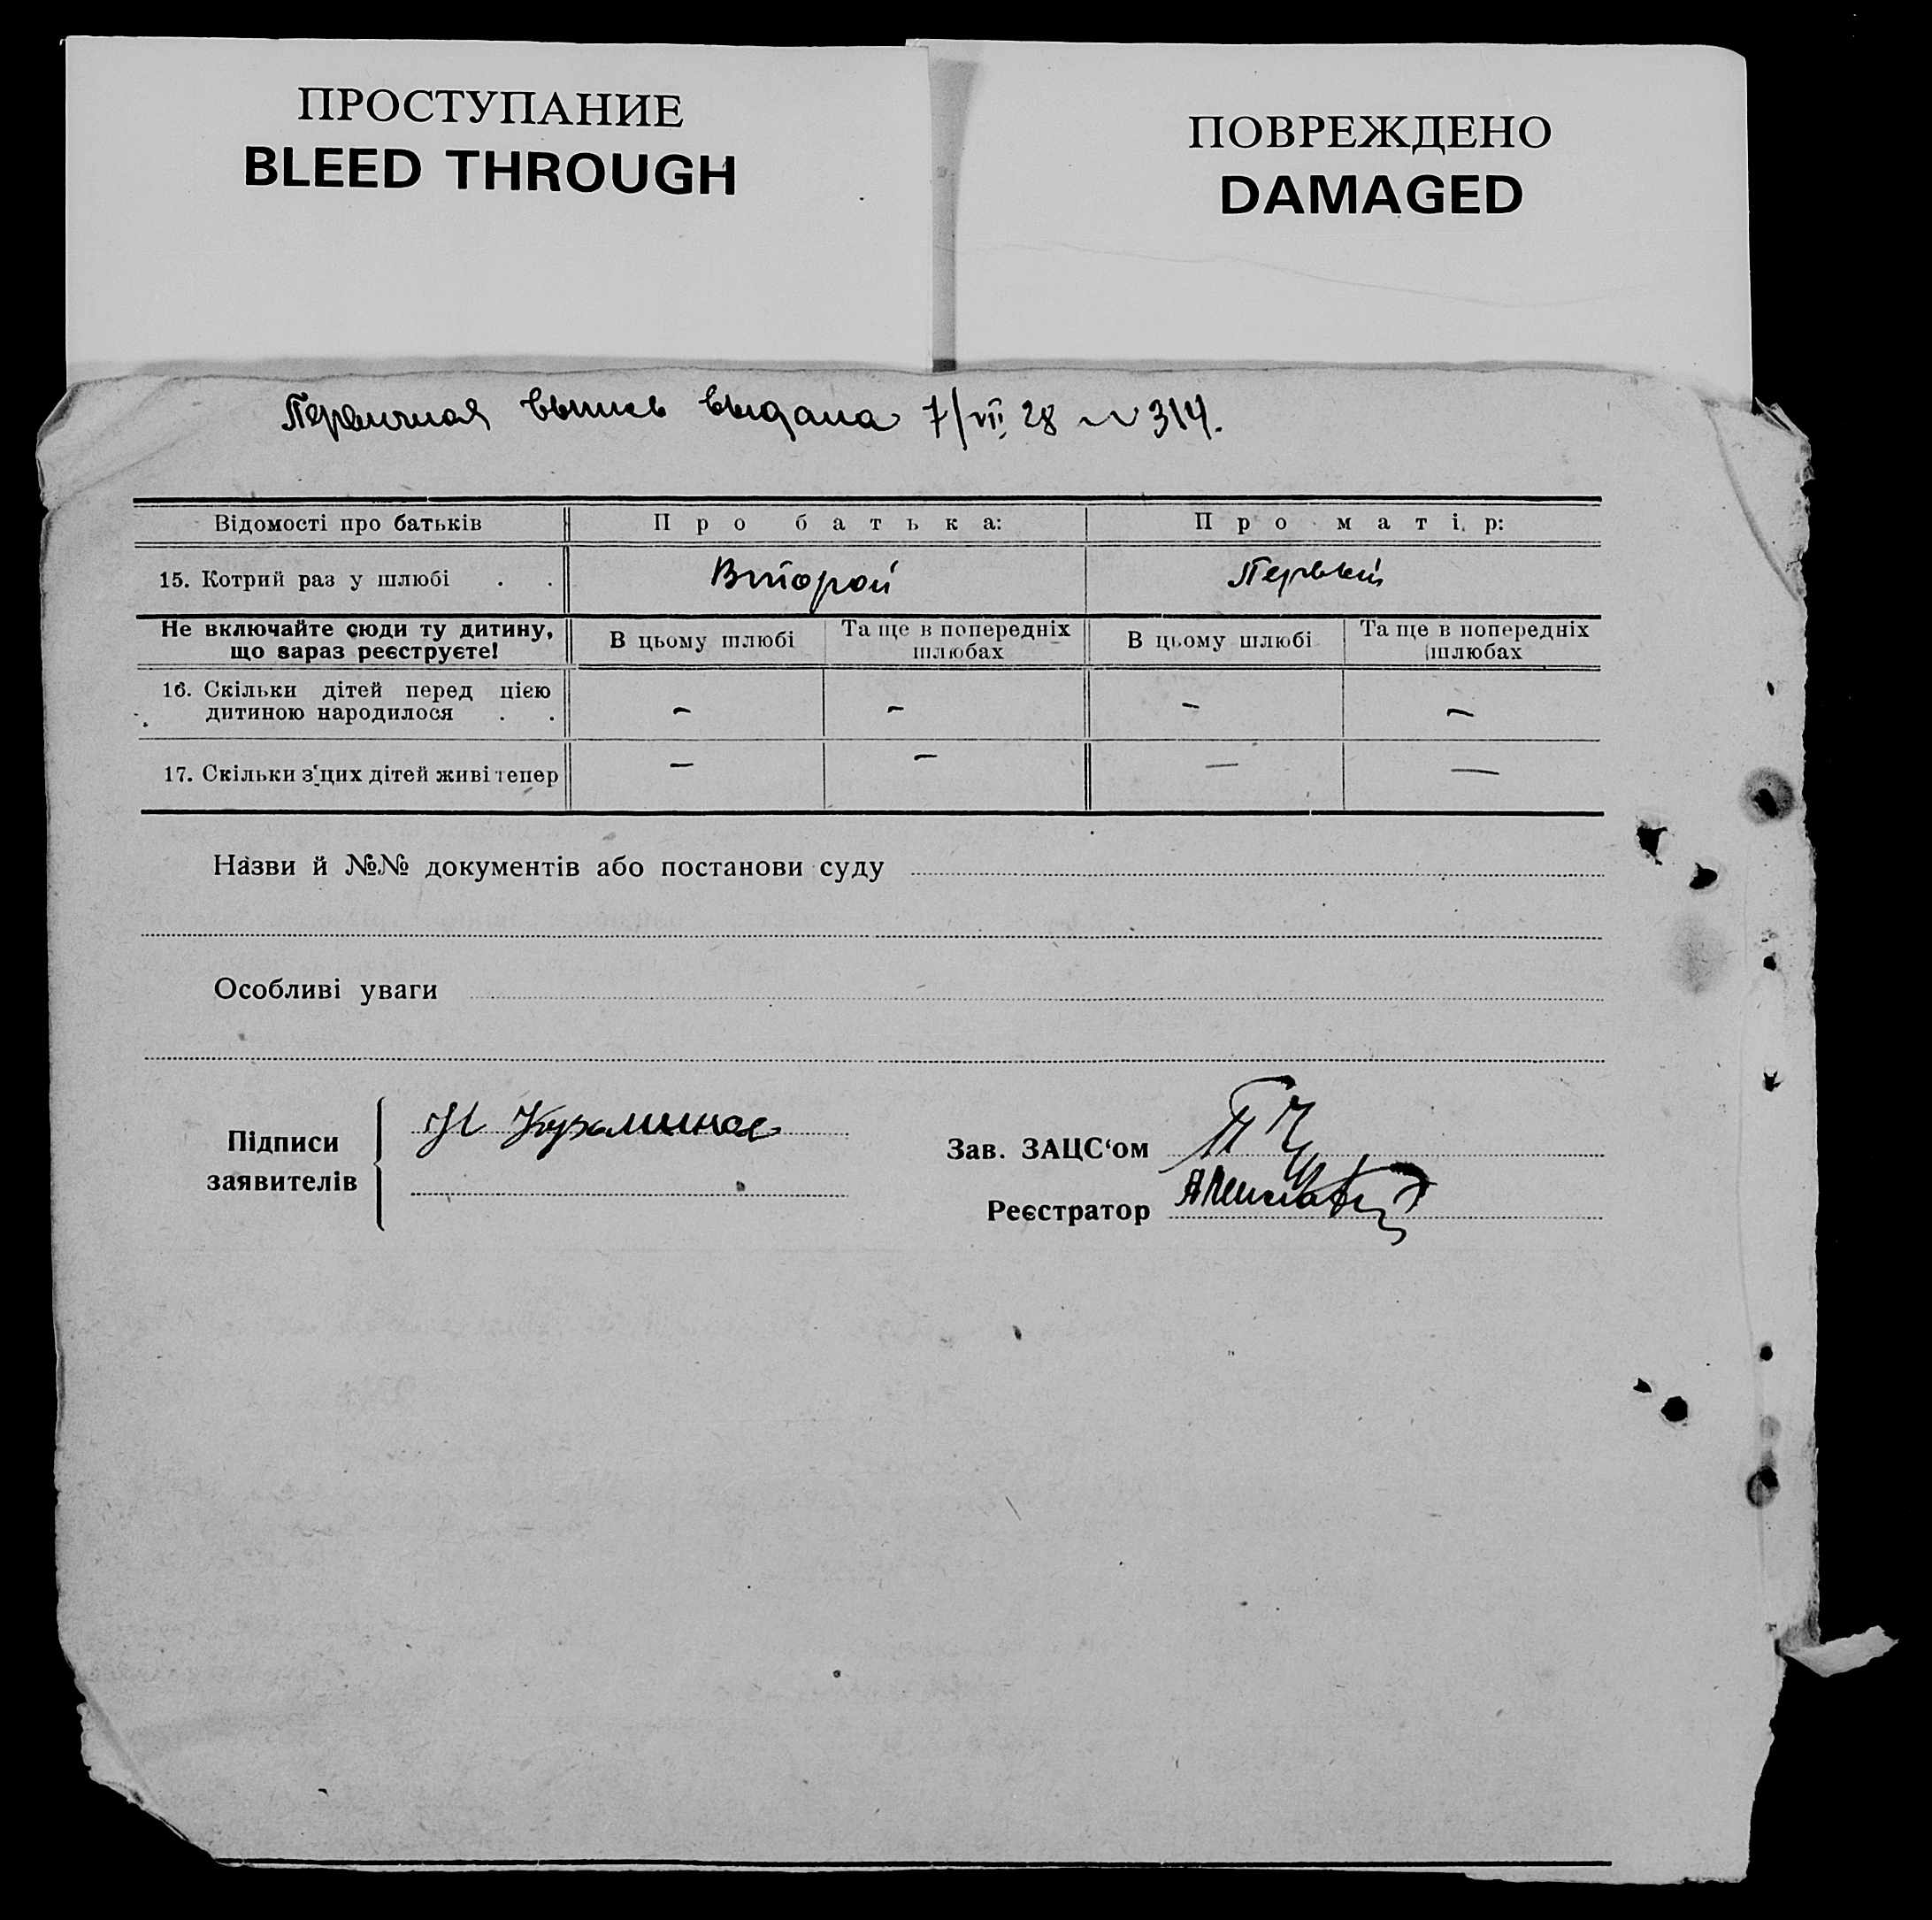 ПРОСТУПАНИЕ
BLEED THROUGH
ПОВРЕЖДЕНО
DAMAGED
Первичная выпись выдана 7/VII 28 № 314.
Відомості про батьків Про батька: Про матір:
15. Котрий раз у шлюбі . . Второй Первый
Не включайте сюди ту дитину,
що зараз реєструєте!
В цьому шлюбі
Та ще в попередніх
шлюбах
В цьому шлюбі
Та ще в попередніх
шлюбах
16. Скільки дітей перед цією
дитиною народилося . . – – – –
17. Скільки з цих дітей живі тепер – – – –
Назви й №№ документів або постанови суду
Особливі уваги
Підписи
заявителів
Кузьминас
Зав. ЗАЦС‘ом
Реєстратор